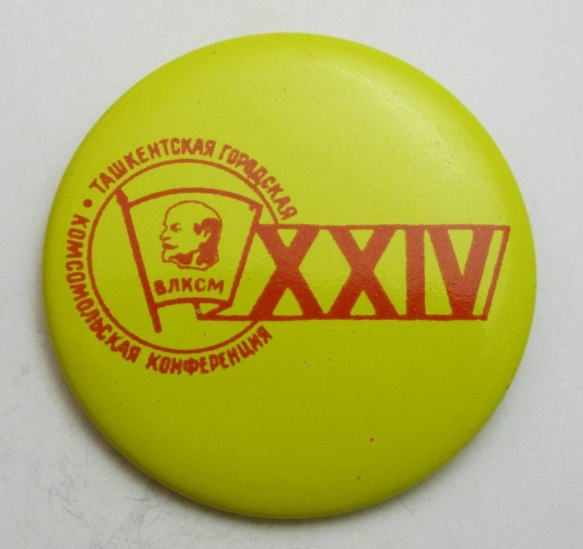 ТАШКЕНТСКАЯ ГОРОДСКАЯ
• КОМСОМОЛЬСКАЯ КОНФЕРЕНЦИЯ
ВЛКСМ
XXIV